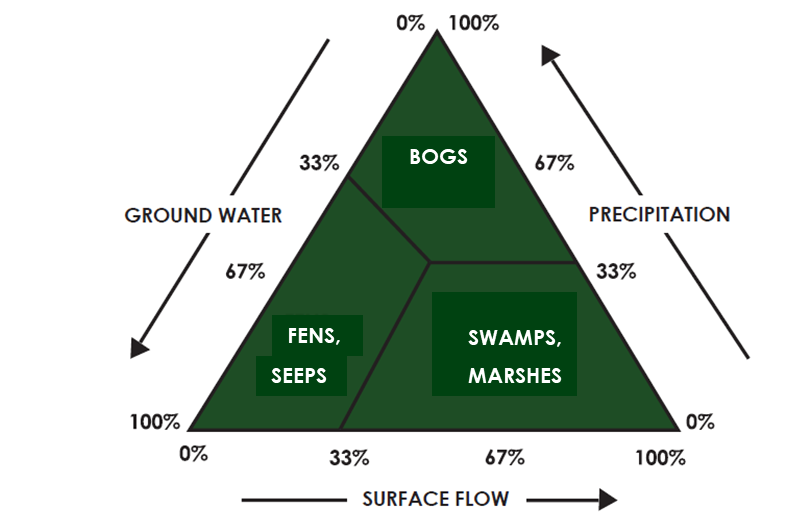 0% 100%
BOGS
33% 67%
GROUND WATER PRECIPITATION
67% 33%
FENS,
SEEPS
SWAMPS,
MARSHES
100% 0%
0% 33% 67% 100%
SURFACE FLOW